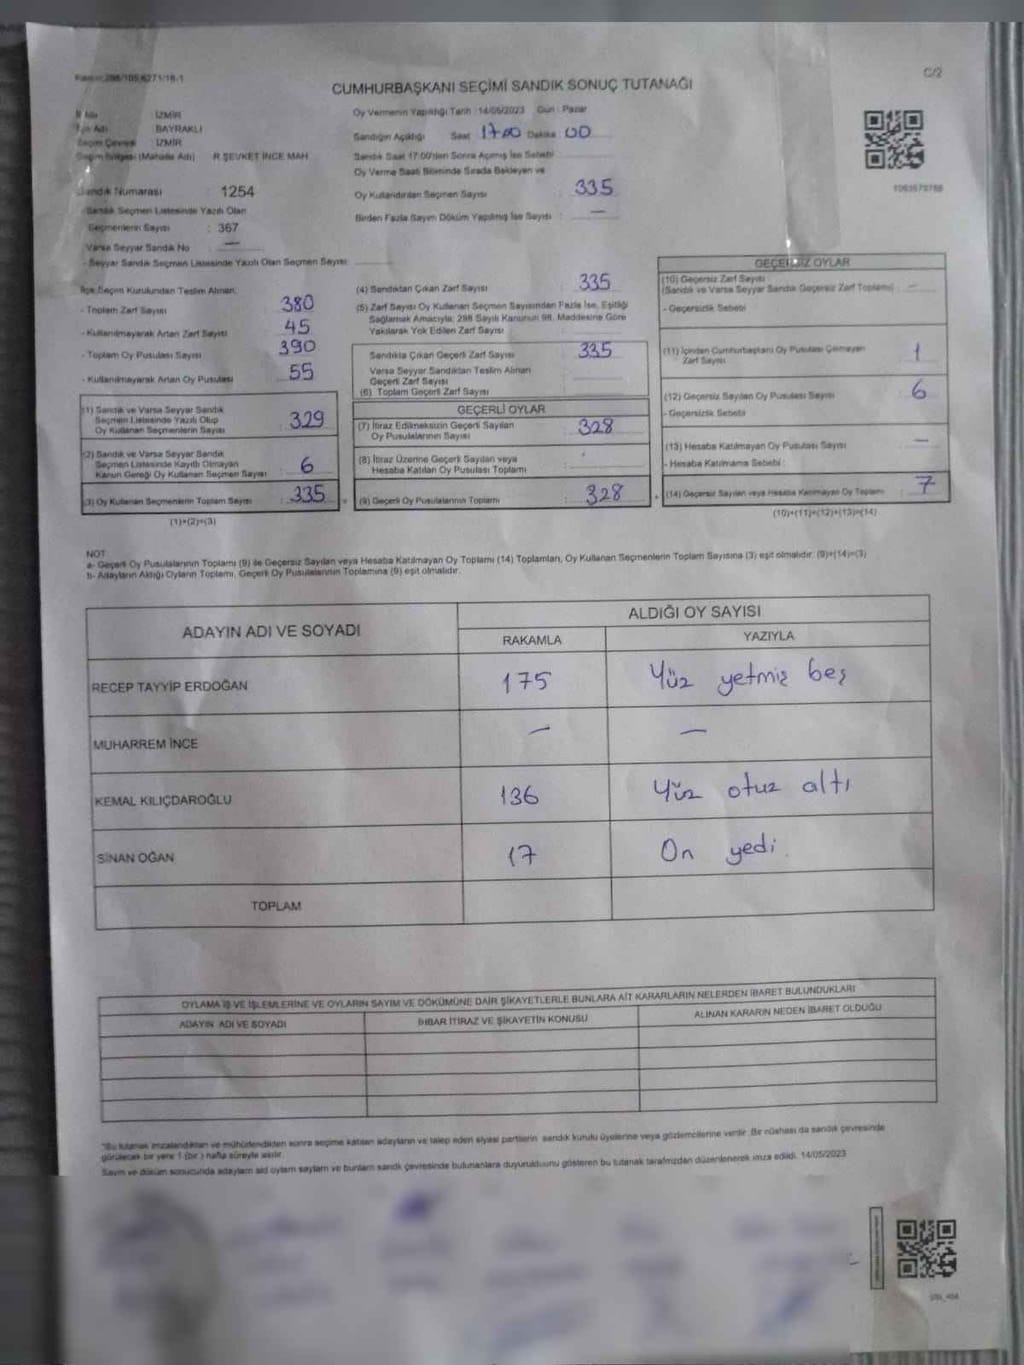 C/2
CUMHURBAŞKANI SEÇİMİ SANDIK SONUÇ TUTANAĞI
İZMİR
BAYRAKLI
İZMİR
(Mahalle Adı) R.ŞEVKET İNCE MAH
Sandık Numarası : 1254
Sandık Seçmen Listesinde Yazılı Olan
Seçmenlerin Sayısı : 367
Varsa Seyyar Sandık No —
- Seyyar Sandık Seçmen Listesinde Yazılı Olan Seçmen Sayısı
Oy Vermenin Yapıldığı Tarih : 14/05/2023 Gün : Pazar
Sandığın Açıldığı Saat 17:00 Dakika 00
Sandık Saat 17:00'den Sonra Açılmış İse Sebebi
Oy Verme Saati Bitiminde Sırada Bekleyen ve
Oy Kullandırılan Seçmen Sayısı 335
Birden Fazla Sayım Döküm Yapılmış İse Sayısı : —
1093570788
İlçe Seçim Kurulundan Teslim Alınan:
- Toplam Zarf Sayısı 380
- Kullanılmayarak Artan Zarf Sayısı 45
- Toplam Oy Pusulası Sayısı 390
- Kullanılmayarak Artan Oy Pusulası 55
(1) Sandık ve Varsa Seyyar Sandık
Seçmen Listesinde Yazılı Olup
Oy Kullanan Seçmenlerin Sayısı 329
(2) Sandık ve Varsa Seyyar Sandık
Seçmen Listesinde Kayıtlı Olmayan
Kanun Gereği Oy Kullanan Seçmen Sayısı 6
(3) Oy Kullanan Seçmenlerin Toplam Sayısı 335
(1)+(2)=(3)
(4) Sandıktan Çıkan Zarf Sayısı 335
(5) Zarf Sayısı Oy Kullanan Seçmen Sayısından Fazla İse, Eşitliği
Sağlamak Amacıyla; 298 Sayılı Kanunun 98. Maddesine Göre
Yakılarak Yok Edilen Zarf Sayısı
Sandıkta Çıkan Geçerli Zarf Sayısı 335
Varsa Seyyar Sandıktan Teslim Alınan
Geçerli Zarf Sayısı
(6) Toplam Geçerli Zarf Sayısı
GEÇERLİ OYLAR
(7) İtiraz Edilmeksizin Geçerli Sayılan
Oy Pusulalarının Sayısı 328
(8) İtiraz Üzerine Geçerli Sayılan veya
Hesaba Katılan Oy Pusulası Toplamı
(9) Geçerli Oy Pusulalarının Toplamı 328
GEÇERSİZ OYLAR
(10) Geçersiz Zarf Sayısı
(Sandık ve Varsa Seyyar Sandık Geçersiz Zarf Toplamı) : —
- Geçersizlik Sebebi
(11) İçinden Cumhurbaşkanı Oy Pusulası Çıkmayan
Zarf Sayısı 1
(12) Geçersiz Sayılan Oy Pusulası Sayısı 6
- Geçersizlik Sebebi
(13) Hesaba Katılmayan Oy Pusulası Sayısı —
- Hesaba Katılmama Sebebi :
(14) Geçersiz Sayılan veya Hesaba Katılmayan Oy Toplamı 7
(10)+(11)+(12)+(13)=(14)
NOT:
a- Geçerli Oy Pusulalarının Toplamı (9) ile Geçersiz Sayılan veya Hesaba Katılmayan Oy Toplamı (14) Toplamları, Oy Kullanan Seçmenlerin Toplam Sayısına (3) eşit olmalıdır. (9)+(14)=(3)
b- Adayların Aldığı Oyların Toplamı, Geçerli Oy Pusulalarının Toplamına (9) eşit olmalıdır.
ADAYIN ADI VE SOYADI
ALDIĞI OY SAYISI
RAKAMLA YAZIYLA
RECEP TAYYİP ERDOĞAN 175 Yüz yetmiş beş
MUHARREM İNCE — —
KEMAL KILIÇDAROĞLU 136 Yüz otuz altı
SİNAN OĞAN 17 On yedi.
TOPLAM
OYLAMA İŞ VE İŞLEMLERİNE VE OYLARIN SAYIM VE DÖKÜMÜNE DAİR ŞİKAYETLERLE BUNLARA AİT KARARLARIN NELERDEN İBARET BULUNDUKLARI
ADAYIN ADI VE SOYADI İHBAR İTİRAZ VE ŞİKAYETİN KONUSU ALINAN KARARIN NEDEN İBARET OLDUĞU
*Bu tutanak imzalandıktan ve mühürlendikten sonra seçime katılan adayların ve talep eden siyasi partilerin sandık kurulu üyelerine veya gözlemcilerine verilir. Bir nüshası da sandık çevresinde
görülecek bir yere 1 (bir) hafta süreyle asılır.
Sayım ve döküm sonucunda adayların ald oyların sayıları ve bunların sandık çevresinde bulunanlara duyurulduunu gösteren bu tutanak tarafımızdan düzenlenerek imza edildi. 14/05/2023